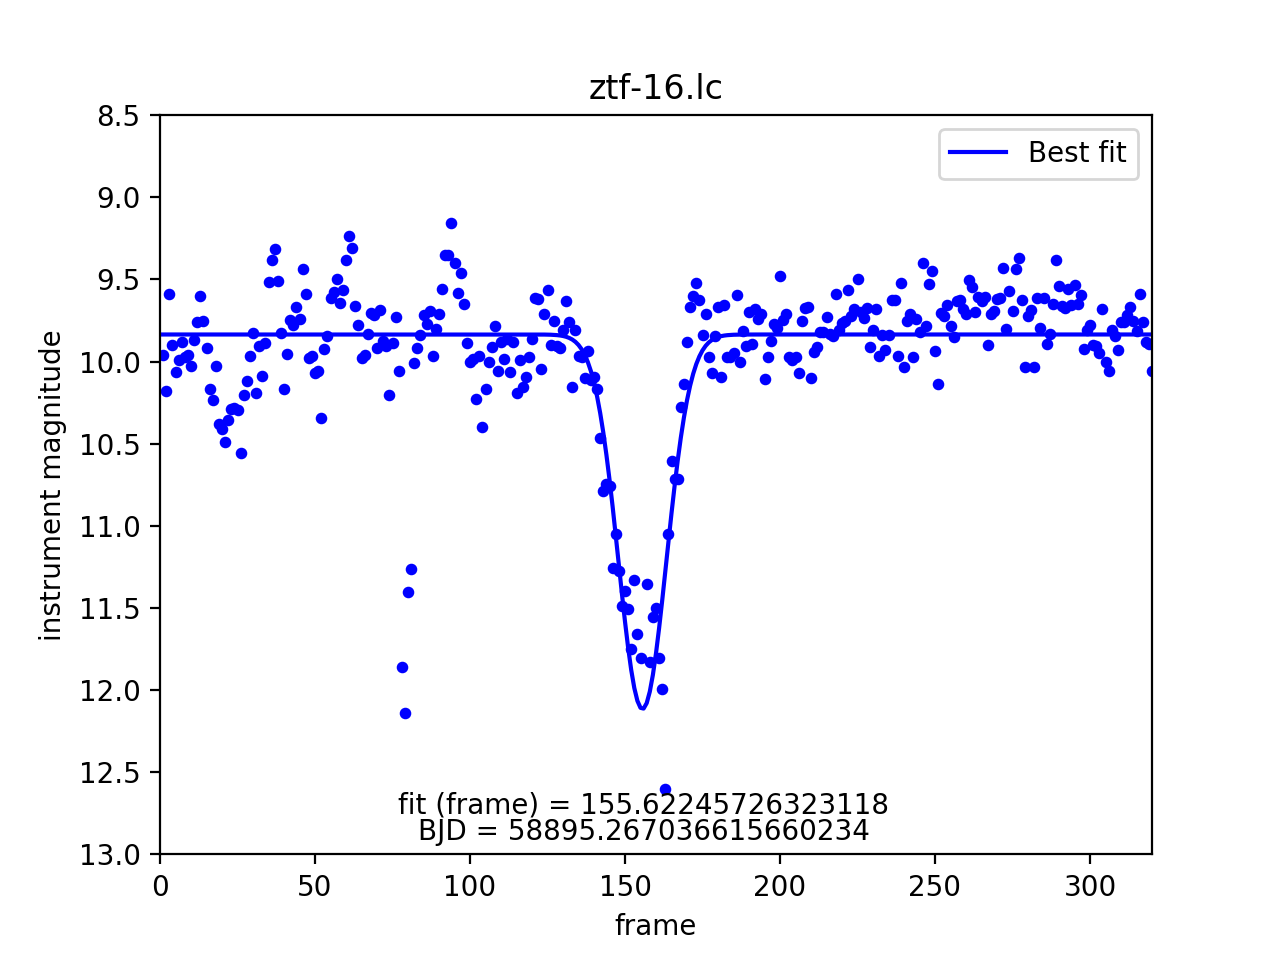 ztf-16.lc
8.5
9.0
9.5
10.0
10.5
11.0
11.5
12.0
12.5
13.0
instrument magnitude
Best fit
fit (frame) = 155.62245726323118
BJD = 58895.267036615660234
0 50 100 150 200 250 300
frame